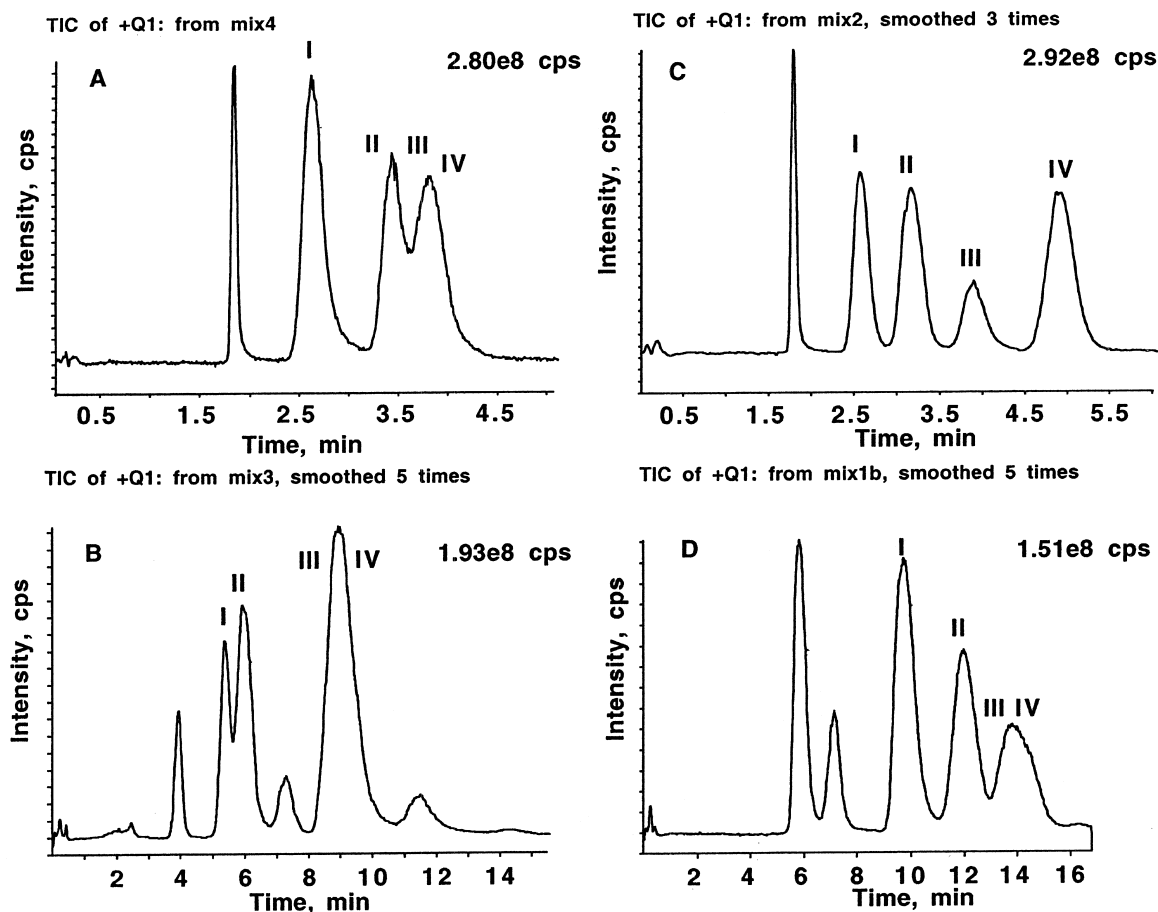 TIC of +Q1: from mix4
I
A
2.80e8 cps
II III
IV
Intensity, cps
0.5 1.5 2.5 3.5 4.5
Time, min
TIC of +Q1: from mix2, smoothed 3 times
C
2.92e8 cps
I
II
IV
III
Intensity, cps
0.5 1.5 2.5 3.5 4.5 5.5
Time, min
TIC of +Q1: from mix3, smoothed 5 times
B
1.93e8 cps
III IV
II
I
Intensity, cps
2 4 6 8 10 12 14
Time, min
TIC of +Q1: from mix1b, smoothed 5 times
D
I
1.51e8 cps
II
III IV
Intensity, cps
2 4 6 8 10 12 14 16
Time, min